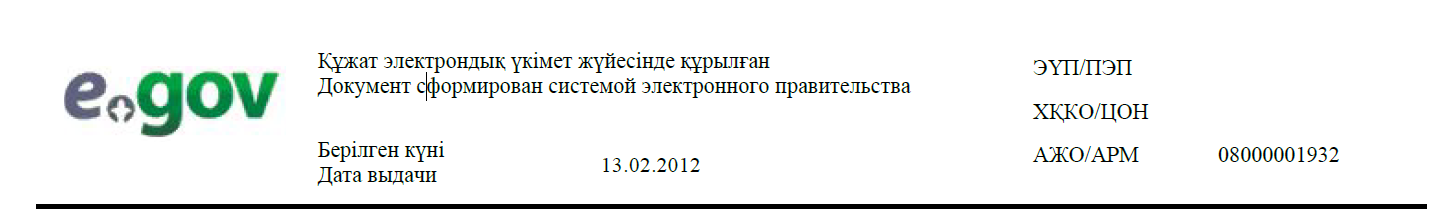 e.gov
Құжат электрондық үкімет жүйесінде құрылған
Документ сформирован системой электронного правительства
Берілген күні
Дата выдачи
13.02.2012
ЭҮП/ПЭП
ХҚКО/ЦОН
АЖО/АРМ
08000001932